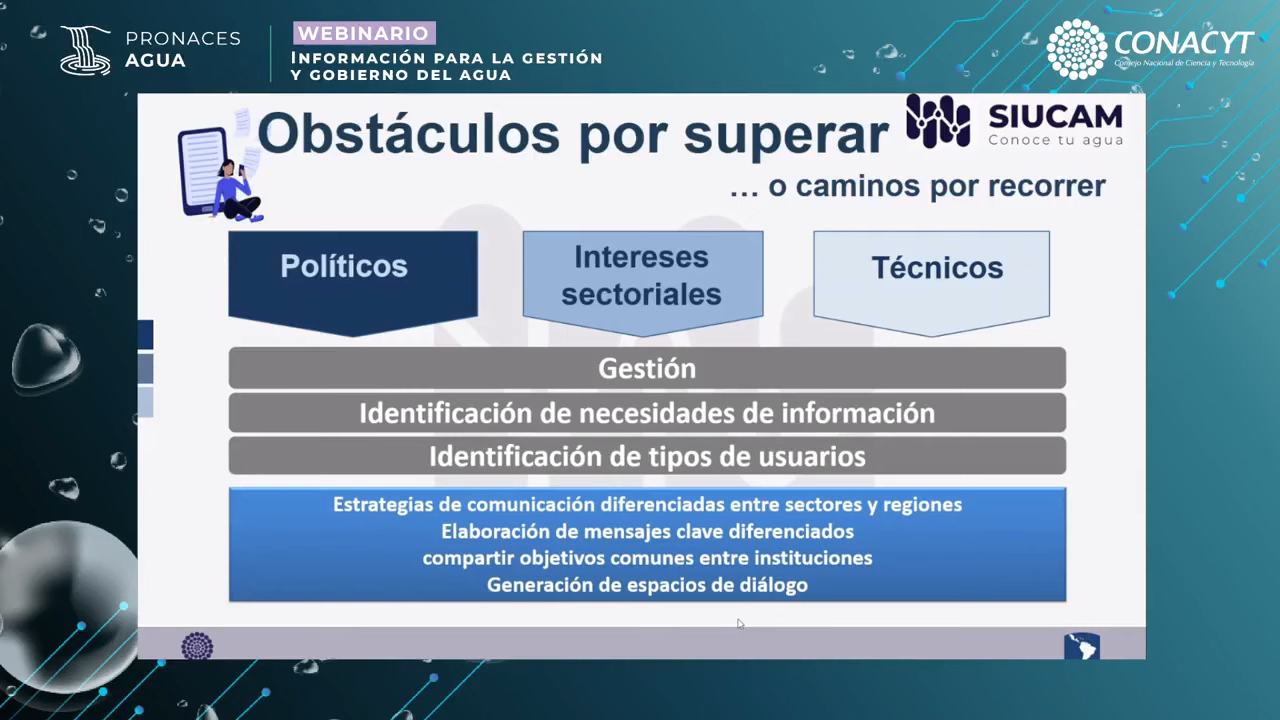 PRONACES
AGUA
WEBINARIO
INFORMACIÓN PARA LA GESTIÓN
Y GOBIERNO DEL AGUA
CONACYT
Consejo Nacional de Ciencia y Tecnología
Obstáculos por superar
SIUCAM
Conoce tu agua
... o caminos por recorrer
Políticos
Intereses
sectoriales
Técnicos
Gestión
Identificación de necesidades de información
Identificación de tipos de usuarios
Estrategias de comunicación diferenciadas entre sectores y regiones
Elaboración de mensajes clave diferenciados
compartir objetivos comunes entre instituciones
Generación de espacios de diálogo